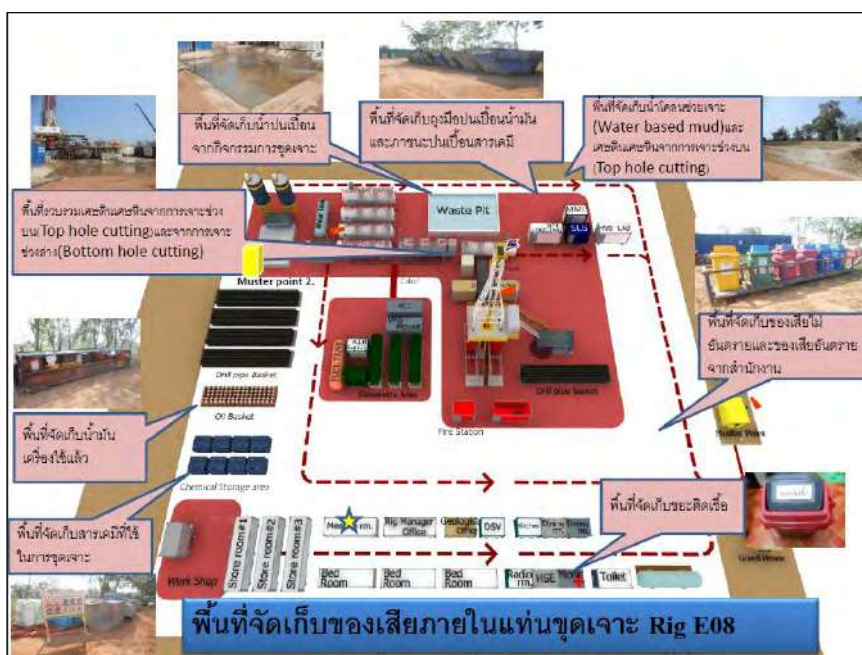 พื้นที่จัดเก็บน้ำปนเปื้อน
จากกิจกรรมการขุดเจาะ
พื้นที่จัดเก็บถุงมือปนเปื้อนน้ำมัน
และภาชนะปนเปื้อนสารเคมี
พื้นที่จัดเก็บน้ำโคลนช่วยเจาะ
(Water based mud)และ
เศษดินเศษหินจากการเจาะช่วงบน
(Top hole cutting)
พื้นที่รวบรวมเศษดินเศษหินจากการเจาะช่วง
บน(Top hole cutting)และจากการเจาะ
ช่วงล่าง(Bottom hole cutting)
Waste Pit
SLB
Muster point 2.
Drill pipe Basket
Oil Basket
Chemical Storage area
พื้นที่จัดเก็บของเสียไม่
อันตรายและของเสียอันตราย
จากสำนักงาน
Drill pipe Basket
Fire Station
Muster Point
พื้นที่จัดเก็บน้ำมัน
เครื่องใช้แล้ว
พื้นที่จัดเก็บสารเคมีที่ใช้
ในการขุดเจาะ
พื้นที่จัดเก็บขยะติดเชื้อ
Work Shop
Store room#1
Store room#2
Store room#3
Rig Manager
Office
Geologist
Office
DSV
Kitchen
Dining
rm.
Bed
Room
Bed
Room
Bed
Room
Radio
rm.
HSE
Toilet
พื้นที่จัดเก็บของเสียภายในแท่นขุดเจาะ Rig E08